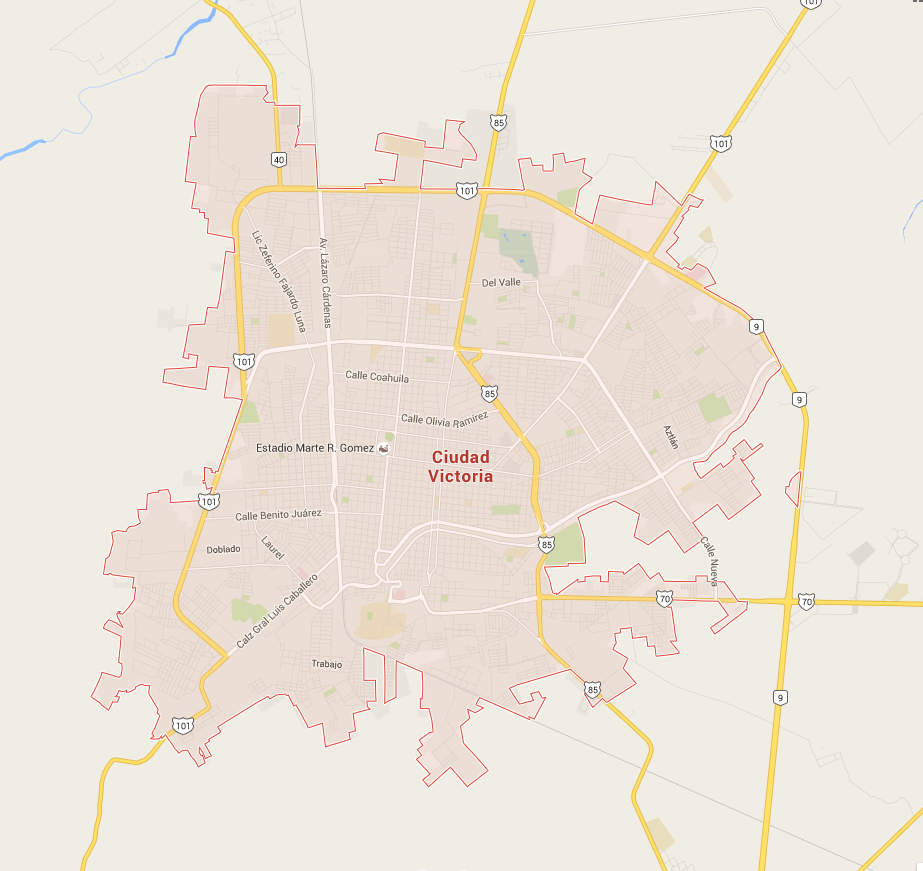 101
85
101
40
101
Lic Zeferino Fajardo Luna
Av. Lázaro Cárdenas
Del Valle
9
101
Calle Coahuila
85
9
Calle Olivia Ramírez
Aztlán
Estadio Marte R. Gomez
Ciudad
Victoria
101
Calle Benito Juárez
Laurel
Doblado
85
Calle Nueva
Calz Gral Luis Caballero
70
70
Trabajo
85
9
101